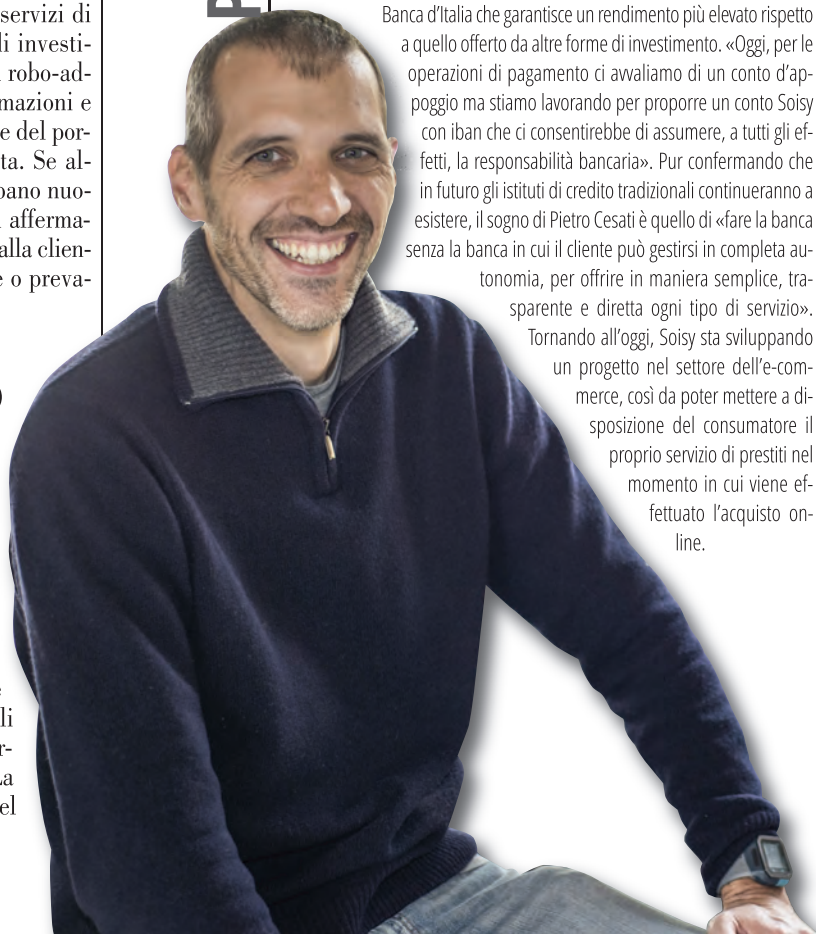 servizi di
li investi-
robo-ad-
mazioni e
e del por-
ta. Se al-
pano nuo-
afferma-
alla clien-
e o preva-
)
li
r-
La
el
P
Banca d’Italia che garantisce un rendimento più elevato rispetto
a quello offerto da altre forme di investimento. «Oggi, per le
operazioni di pagamento ci avvaliamo di un conto d’ap-
poggio ma stiamo lavorando per proporre un conto Soisy
con iban che ci consentirebbe di assumere, a tutti gli ef-
fetti, la responsabilità bancaria». Pur confermando che
in futuro gli istituti di credito tradizionali continueranno a
esistere, il sogno di Pietro Cesati è quello di «fare la banca
senza la banca in cui il cliente può gestirsi in completa au-
tonomia, per offrire in maniera semplice, tra-
sparente e diretta ogni tipo di servizio».
Tornando all’oggi, Soisy sta sviluppando
un progetto nel settore dell’e-com-
merce, così da poter mettere a di-
sposizione del consumatore il
proprio servizio di prestiti nel
momento in cui viene ef-
fettuato l’acquisto on-
line.